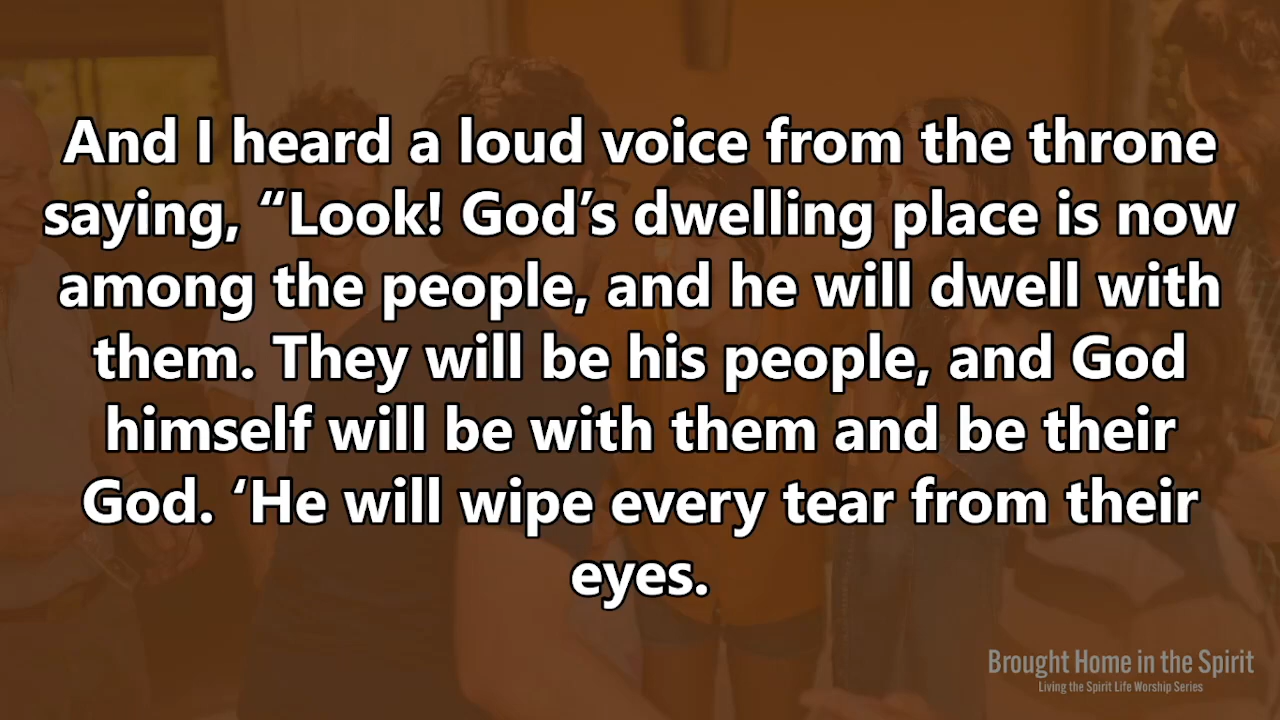 And I heard a loud voice from the throne
saying, “Look! God’s dwelling place is now
among the people, and he will dwell with
them. They will be his people, and God
himself will be with them and be their
God. ‘He will wipe every tear from their
eyes.
Brought Home in the Spirit
Living the Spirit Life Worship Series